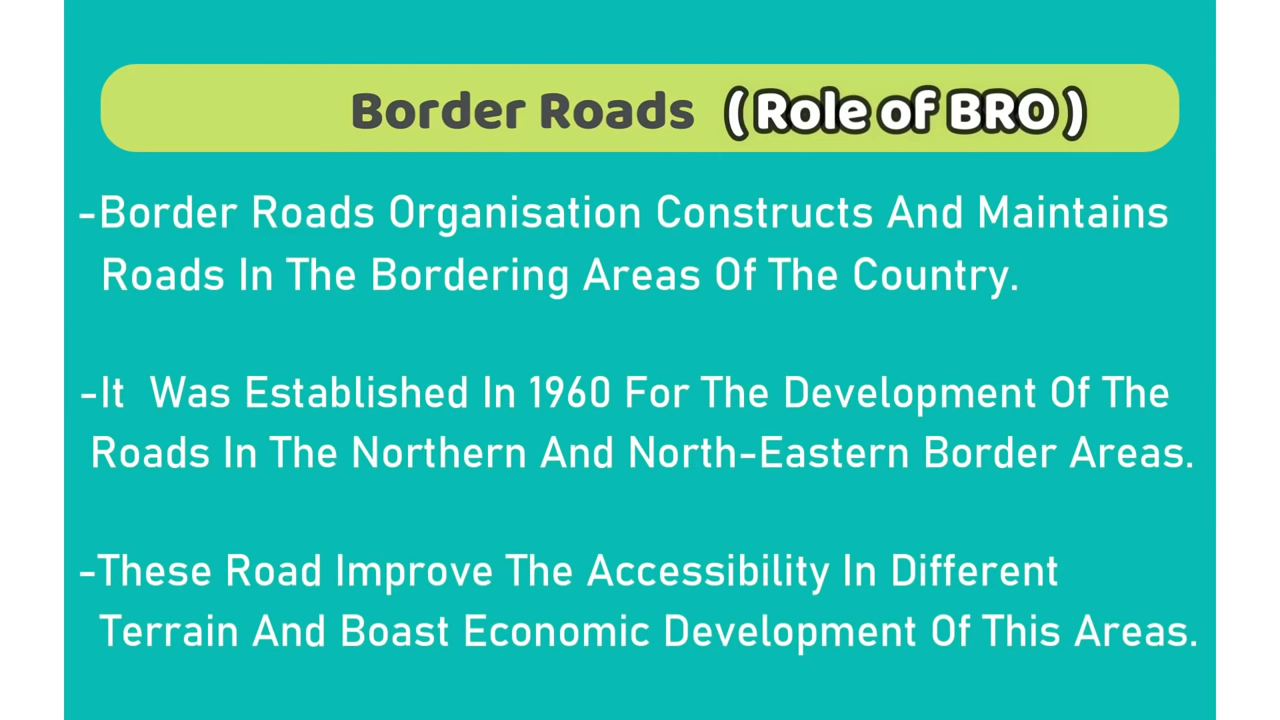 Border Roads (Role of BRO)
-Border Roads Organisation Constructs And Maintains
Roads In The Bordering Areas Of The Country.
-It Was Established In 1960 For The Development Of The
Roads In The Northern And North-Eastern Border Areas.
-These Road Improve The Accessibility In Different
Terrain And Boast Economic Development Of This Areas.